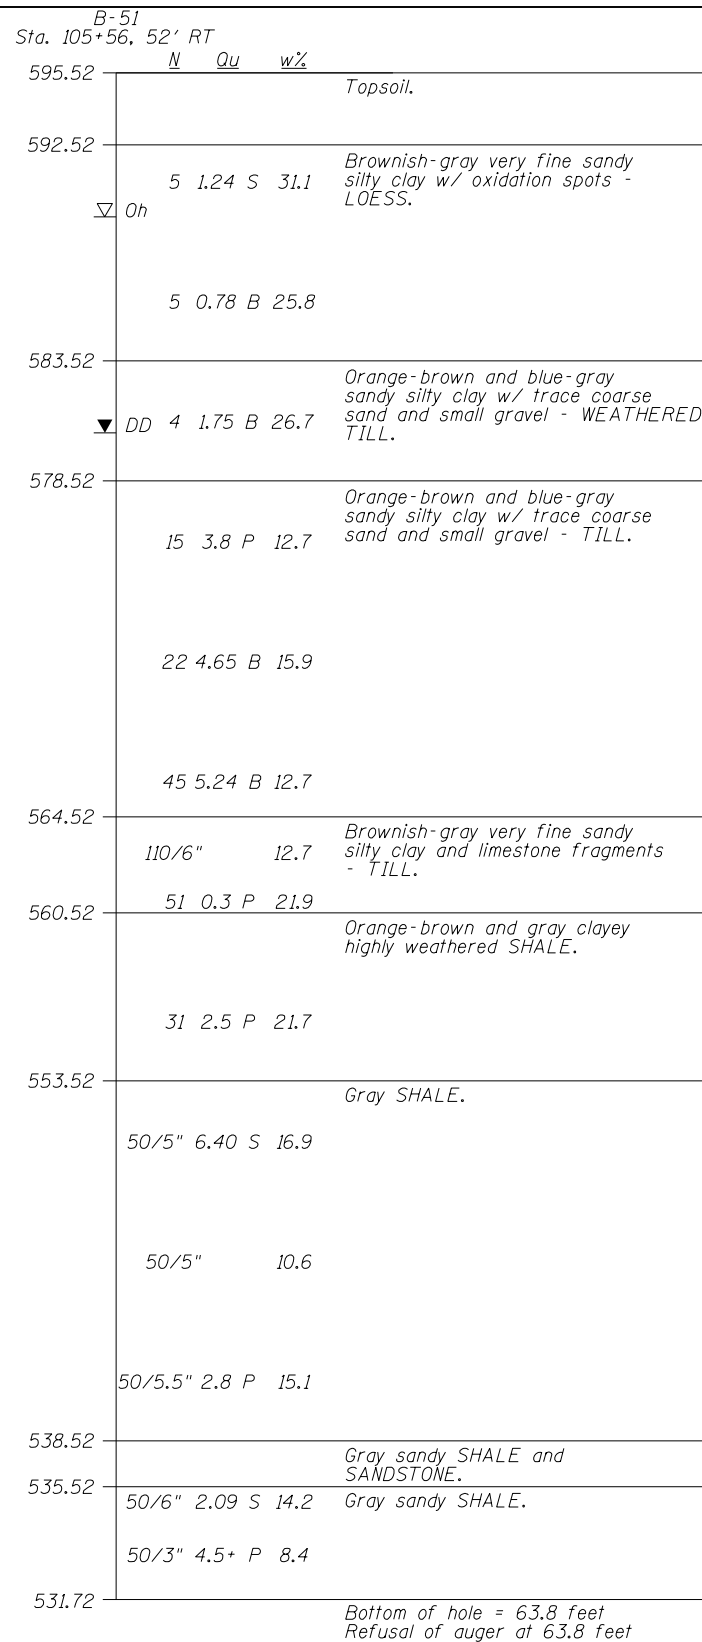 B-51
Sta. 105+56, 52' RT
N Qu w%
595.52
Topsoil.
592.52
Brownish-gray very fine sandy
5 1.24 S 31.1 silty clay w/ oxidation spots -
LOESS.
0h
5 0.78 B 25.8
583.52
Orange-brown and blue-gray
sandy silty clay w/ trace coarse
DD 4 1.75 B 26.7 sand and small gravel - WEATHERED
TILL.
578.52
Orange-brown and blue-gray
sandy silty clay w/ trace coarse
15 3.8 P 12.7 sand and small gravel - TILL.
22 4.65 B 15.9
45 5.24 B 12.7
564.52
Brownish-gray very fine sandy
110/6" 12.7 silty clay and limestone fragments
- TILL.
51 0.3 P 21.9
560.52
Orange-brown and gray clayey
highly weathered SHALE.
31 2.5 P 21.7
553.52
Gray SHALE.
50/5" 6.40 S 16.9
50/5" 10.6
50/5.5" 2.8 P 15.1
538.52
Gray sandy SHALE and
SANDSTONE.
535.52
50/6" 2.09 S 14.2 Gray sandy SHALE.
50/3" 4.5+ P 8.4
531.72
Bottom of hole = 63.8 feet
Refusal of auger at 63.8 feet